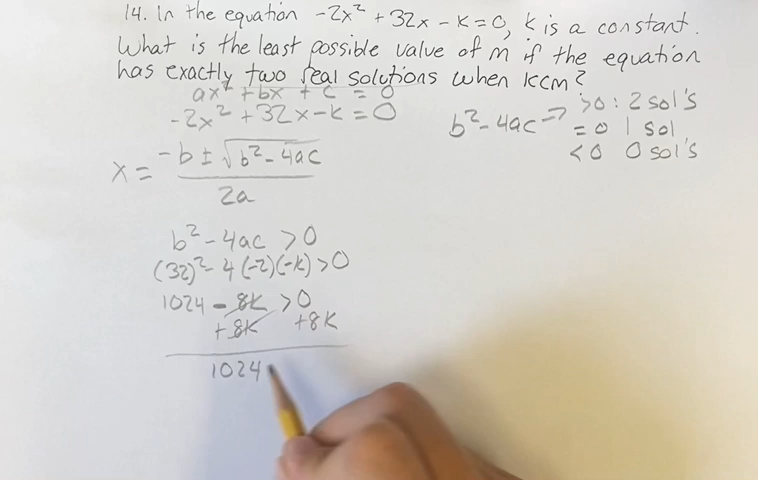 14. In the equation -2x² + 32x - k = 0, k is a constant.
What is the least possible value of m if the equation
has exactly two real solutions when k<m?
ax² + bx + c = 0
-2x² + 32x - k = 0
b² - 4ac => >0 : 2 sol's
= 0 1 sol
<0 0 sol's
x = -b ± √b² - 4ac / 2a
b² - 4ac > 0
(32)² - 4(-2)(-k) > 0
1024 - 8k > 0
+ 8k + 8k
1024